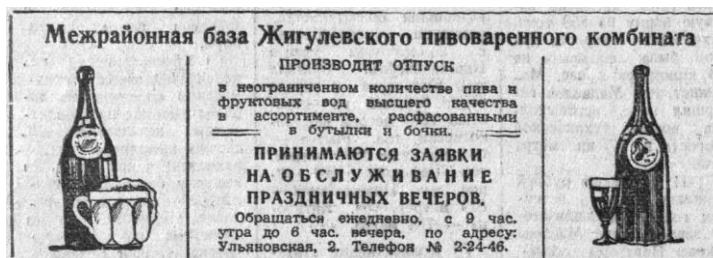 Межрайонная база Жигулевского пивоваренного комбината
ПРОИЗВОДИТ ОТПУСК
в неограниченном количестве пива и
фруктовых вод высшего качества
в ассортименте, расфасованными
в бутылки и бочки.
ПРИНИМАЮТСЯ ЗАЯВКИ
НА ОБСЛУЖИВАНИЕ
ПРАЗДНИЧНЫХ ВЕЧЕРОВ.
Обращаться ежедневно, с 9 час.
утра до 6 час. вечера, по адресу:
Ульяновская, 2. Телефон № 2-24-46.